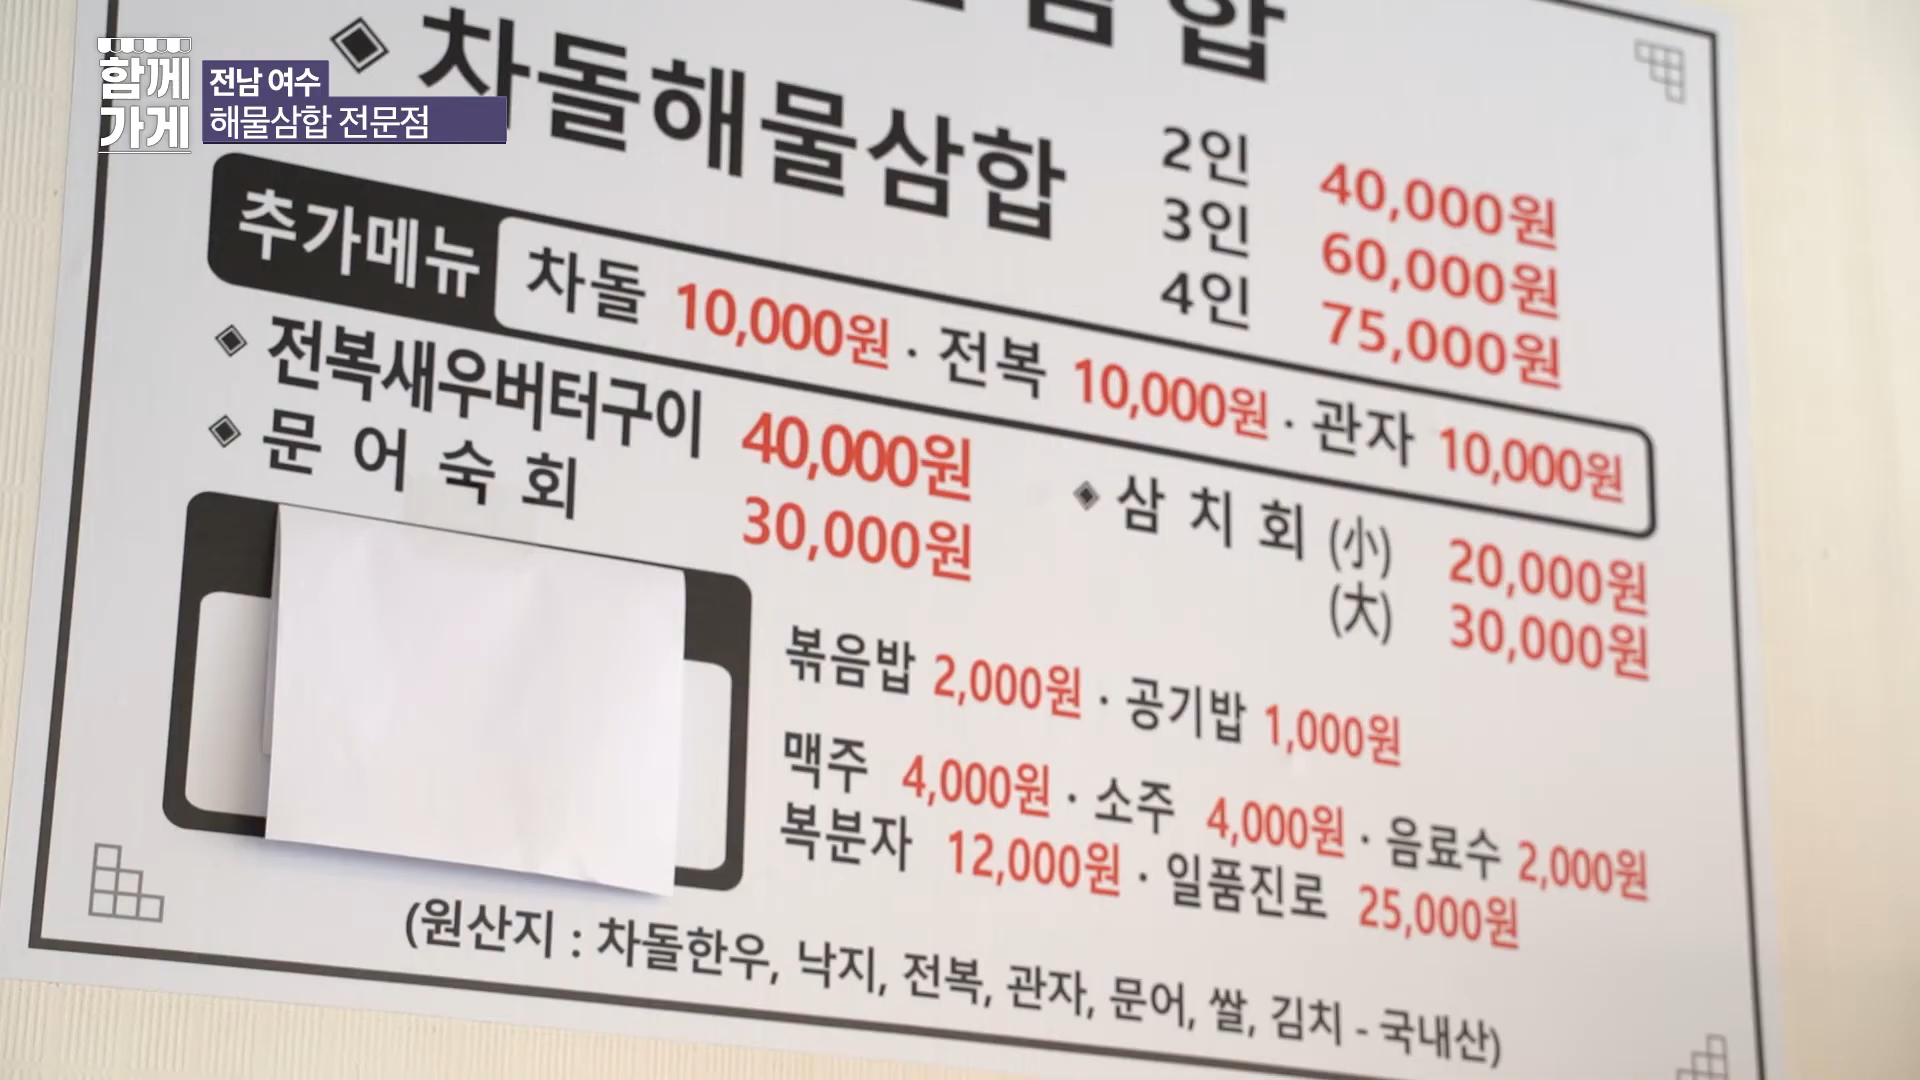 함께
가게
전남 여수
해물삼합 전문점
삼합
◈ 차돌해물삼합
2인 40,000원
3인 60,000원
4인 75,000원
추가메뉴 차돌 10,000원 · 전복 10,000원 · 관자 10,000원
◈ 전복새우버터구이 40,000원
◈ 문어숙회 30,000원
◈ 삼치회 (小) 20,000원
(大) 30,000원
볶음밥 2,000원 · 공기밥 1,000원
맥주 4,000원 · 소주 4,000원 · 음료수 2,000원
복분자 12,000원 · 일품진로 25,000원
(원산지 : 차돌한우, 낙지, 전복, 관자, 문어, 쌀, 김치 - 국내산)